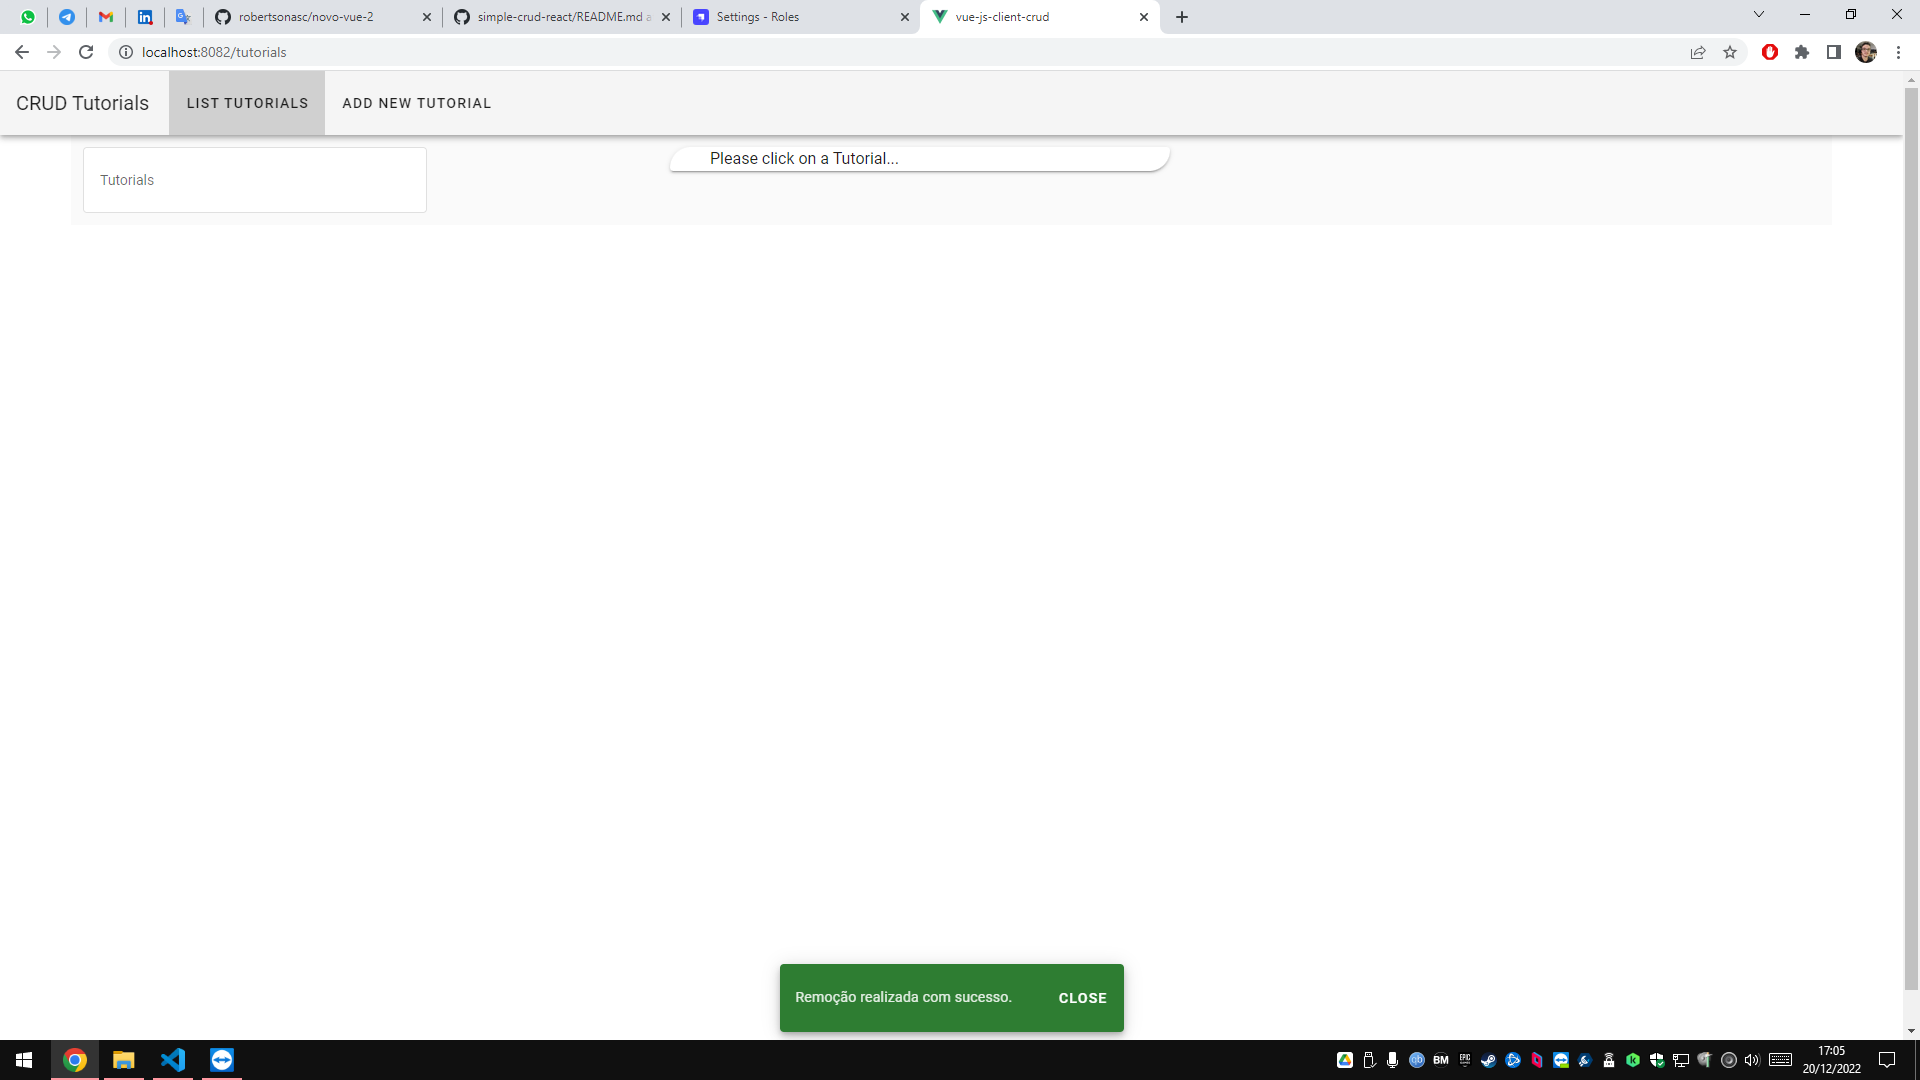 robertsonasc/novo-vue-2
simple-crud-react/README.md a
Settings - Roles
vue-js-client-crud
localhost:8082/tutorials
CRUD Tutorials
LIST TUTORIALS
ADD NEW TUTORIAL
Tutorials
Please click on a Tutorial...
Remoção realizada com sucesso.
CLOSE
BM
17:05
20/12/2022